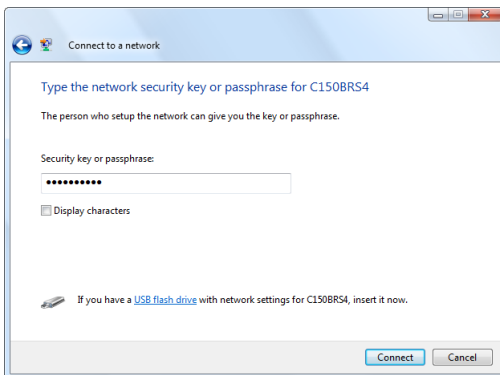 Connect to a network
Type the network security key or passphrase for C150BRS4
The person who setup the network can give you the key or passphrase.
Security key or passphrase:
••••••••••
Display characters
If you have a USB flash drive with network settings for C150BRS4, insert it now.
Connect Cancel